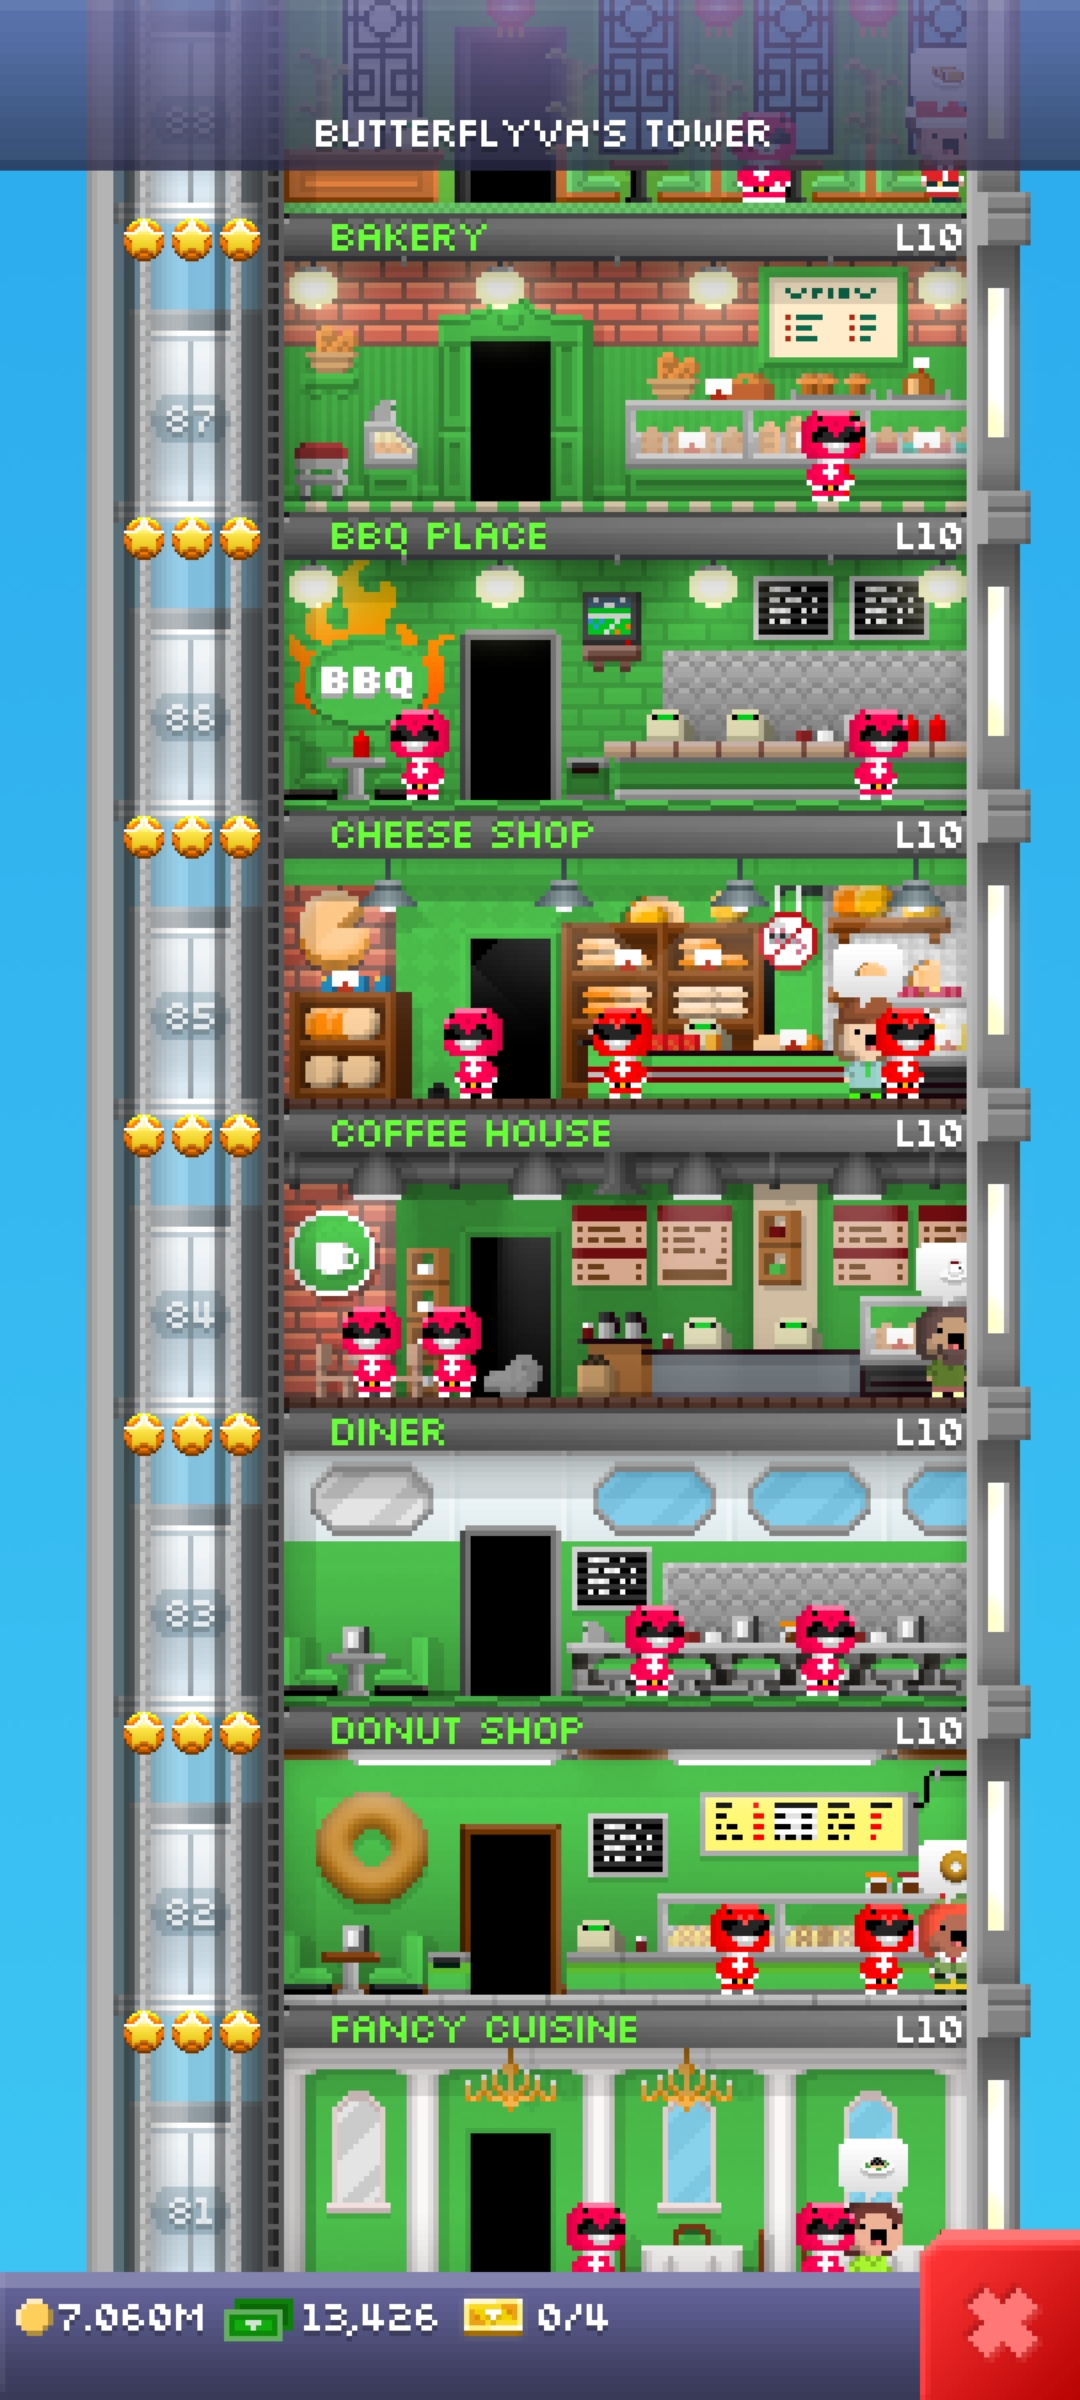 88
BUTTERFLYVA'S TOWER
BAKERY L10
87
BBQ PLACE L10
BBQ
86
CHEESE SHOP L10
85
COFFEE HOUSE L10
84
DINER L10
83
DONUT SHOP L10
82
FANCY CUISINE L10
81
7.060M 13,426 0/4